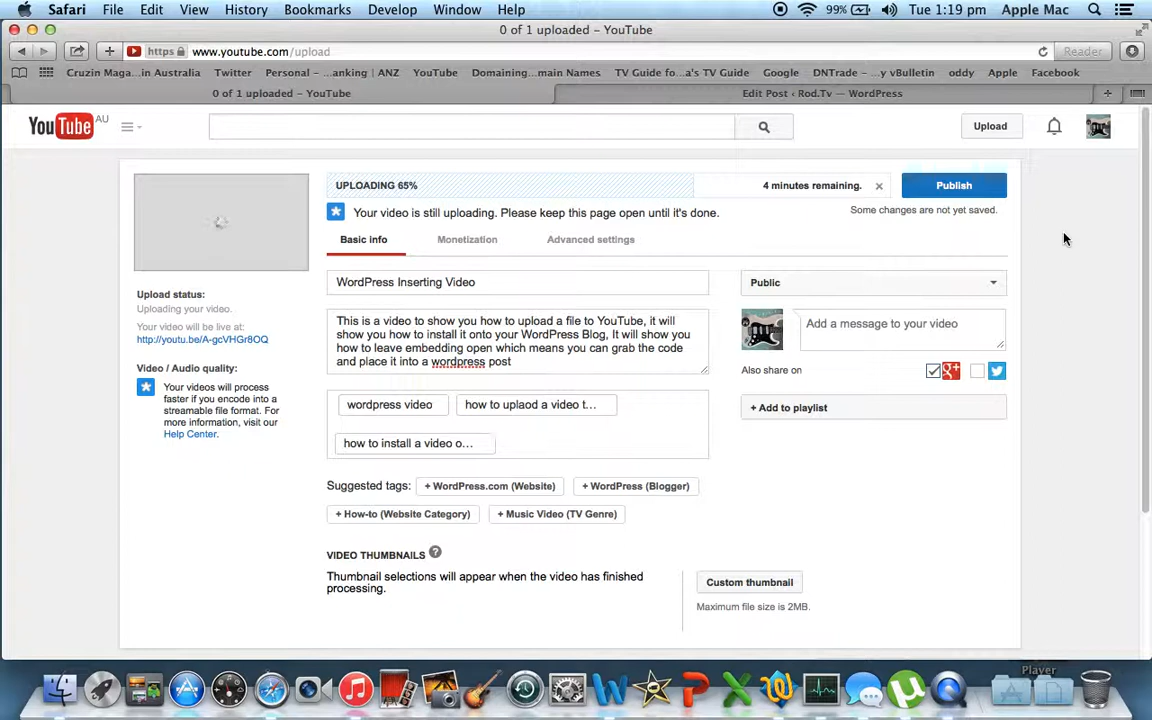 Safari File Edit View History Bookmarks Develop Window Help 99% Tue 1:19 pm Apple Mac
0 of 1 uploaded – YouTube
https www.youtube.com/upload Reader
Cruzin Maga...in Australia Twitter Personal – ...anking | ANZ YouTube Domaining...main Names TV Guide fo...a's TV Guide Google DNTrade – ...y vBulletin oddy Apple Facebook
0 of 1 uploaded – YouTube Edit Post ‹ Rod.Tv — WordPress
YouTube AU Upload
UPLOADING 65% 4 minutes remaining. Publish
Your video is still uploading. Please keep this page open until it's done. Some changes are not yet saved.
Basic info Monetization Advanced settings
Upload status:
Uploading your video.
Your video will be live at:
http://youtu.be/A-gcVHGr8OQ
Video / Audio quality:
Your videos will process
faster if you encode into a
streamable file format. For
more information, visit our
Help Center.
WordPress Inserting Video
This is a video to show you how to upload a file to YouTube, it will
show you how to install it onto your WordPress Blog, It will show you
how to leave embedding open which means you can grab the code
and place it into a wordpress post
wordpress video how to uplaod a video t...
how to install a video o...
Suggested tags: + WordPress.com (Website) + WordPress (Blogger)
+ How-to (Website Category) + Music Video (TV Genre)
VIDEO THUMBNAILS ?
Thumbnail selections will appear when the video has finished
processing.
Custom thumbnail
Maximum file size is 2MB.
Public
Add a message to your video
Also share on g+
+ Add to playlist
Player